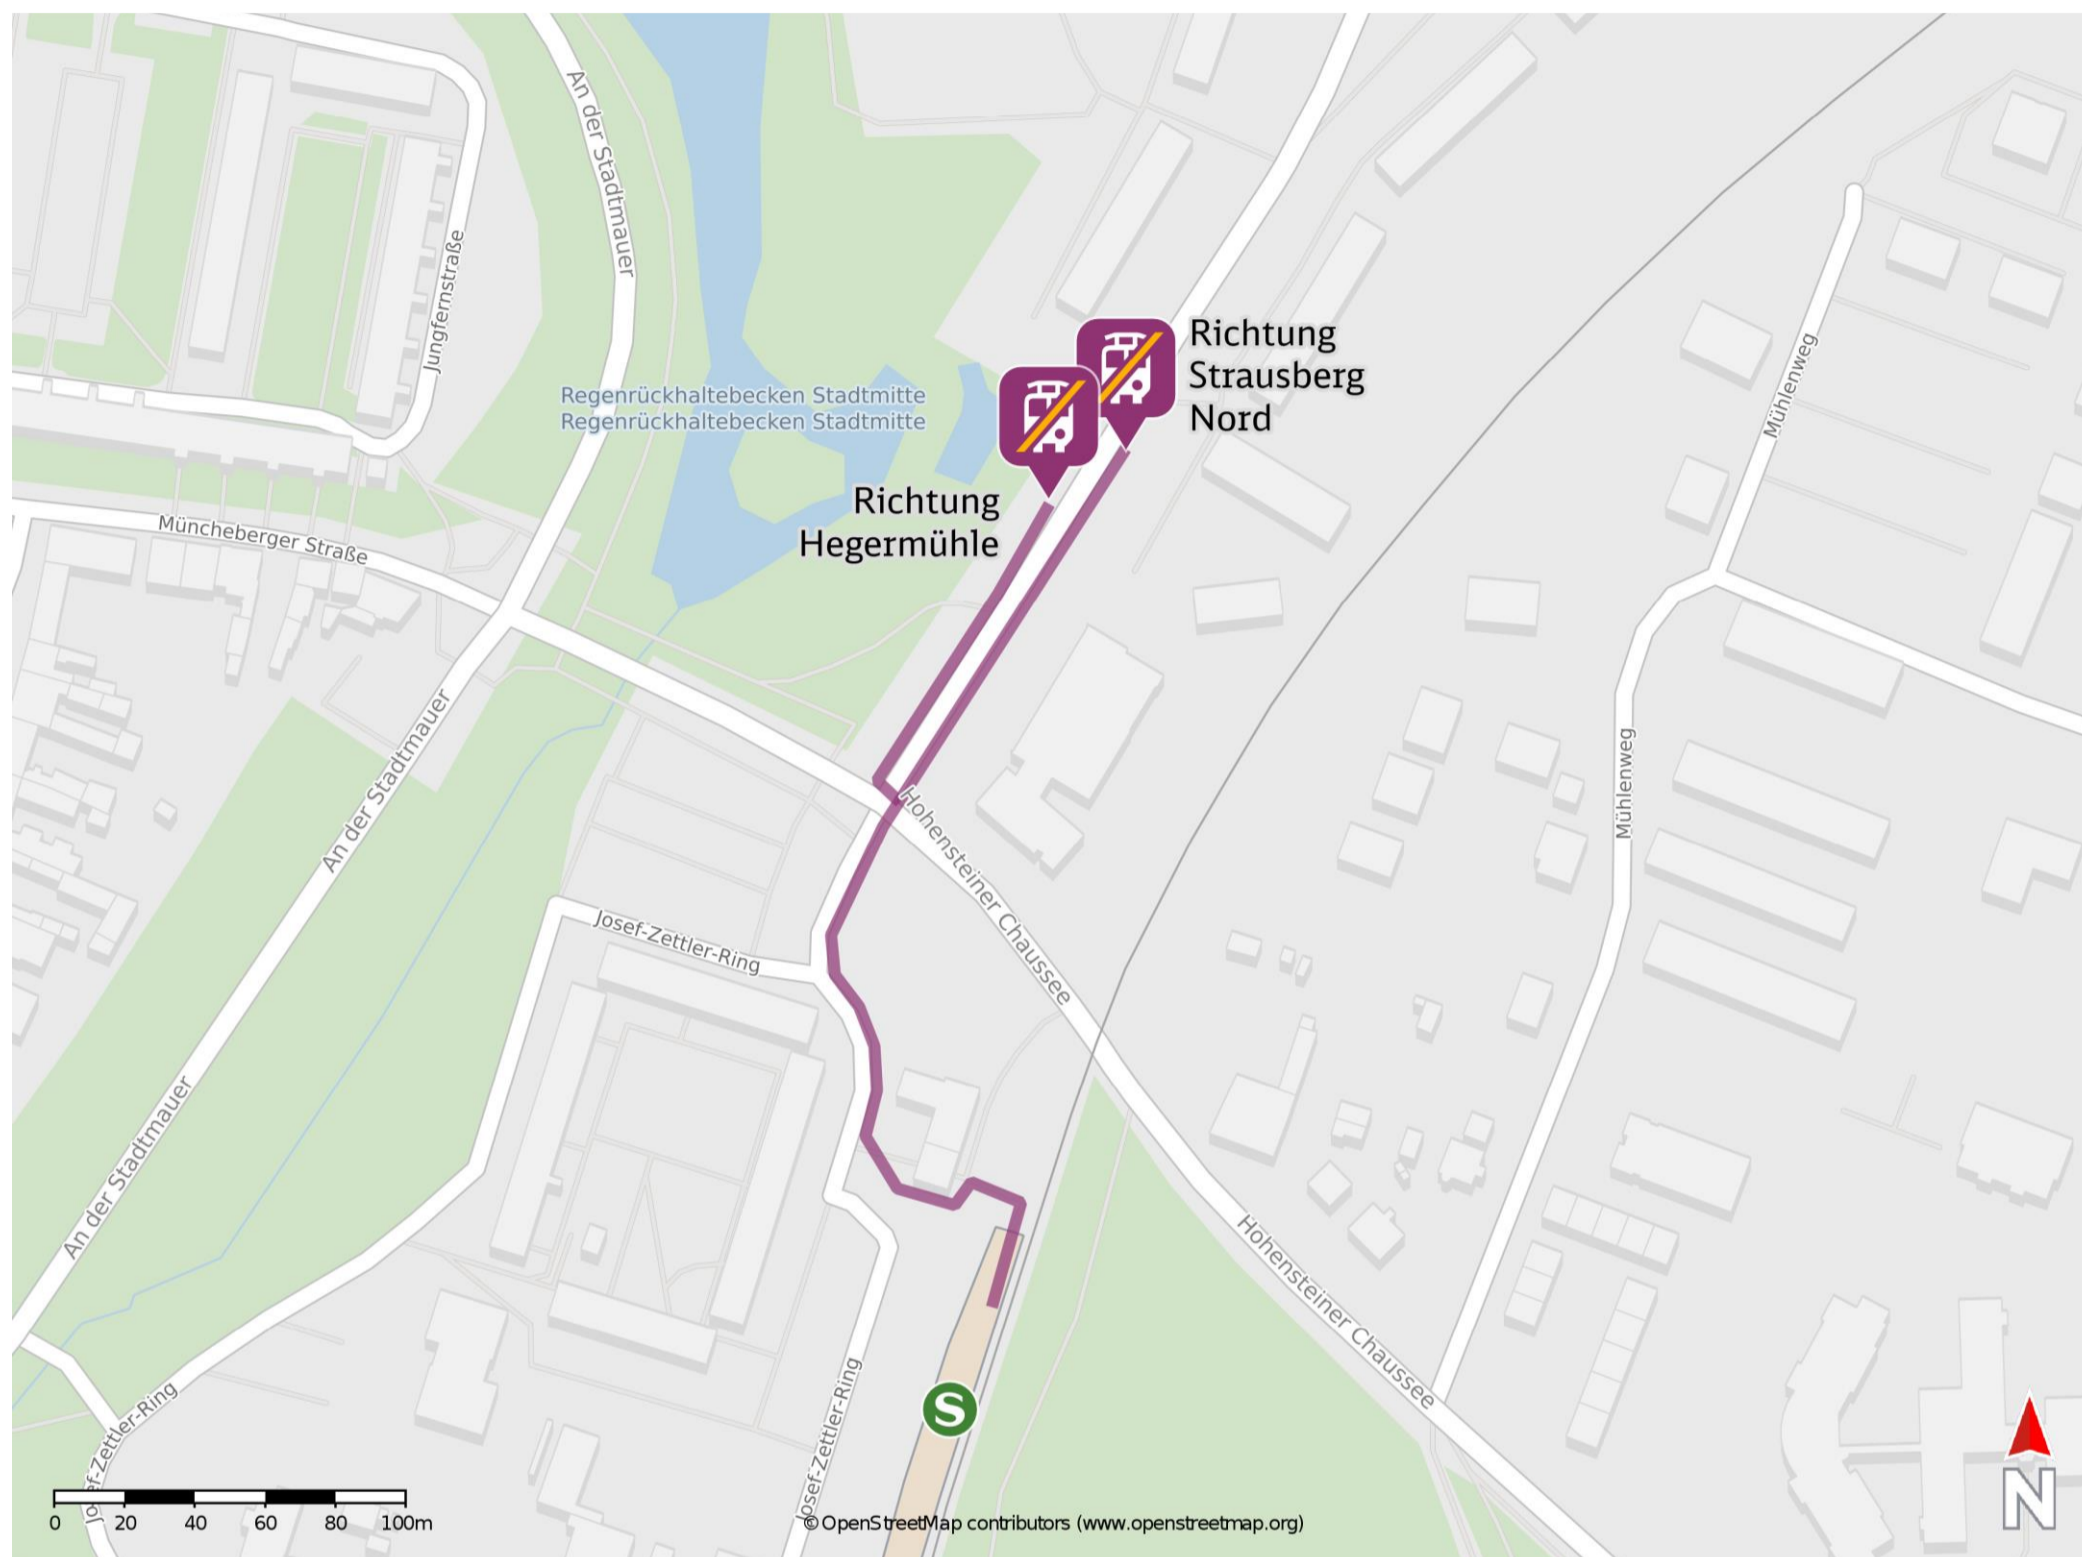 An der Stadtmauer
Jungfernstraße
Richtung
Strausberg
Nord
Mühlenweg
Regenrückhaltebecken Stadtmitte
Regenrückhaltebecken Stadtmitte
Richtung
Hegermühle
Müncheberger Straße
An der Stadtmauer
Mühlenweg
Hohensteiner Chaussee
Josef-Zettler-Ring
An der Stadtmauer
Hohensteiner Chaussee
Josef-Zettler-Ring
Josef-Zettler-Ring
S
N
0 20 40 60 80 100m
©OpenStreetMap contributors (www.openstreetmap.org)